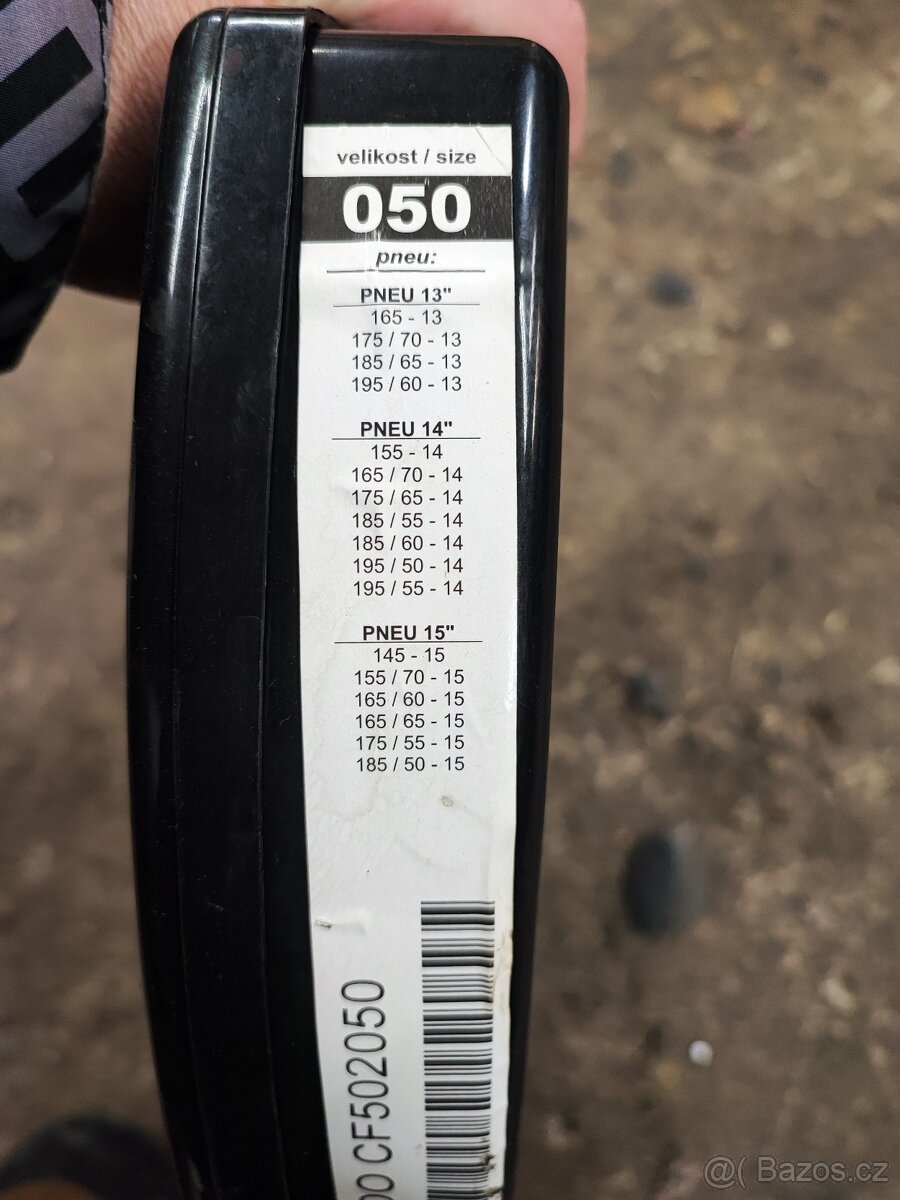 velikost / size
050
pneu:
PNEU 13"
165 - 13
175 / 70 - 13
185 / 65 - 13
195 / 60 - 13
PNEU 14"
155 - 14
165 / 70 - 14
175 / 65 - 14
185 / 55 - 14
185 / 60 - 14
195 / 50 - 14
195 / 55 - 14
PNEU 15"
145 - 15
155 / 70 - 15
165 / 60 - 15
165 / 65 - 15
175 / 55 - 15
185 / 50 - 15
CF502050
@( Bazos.cz